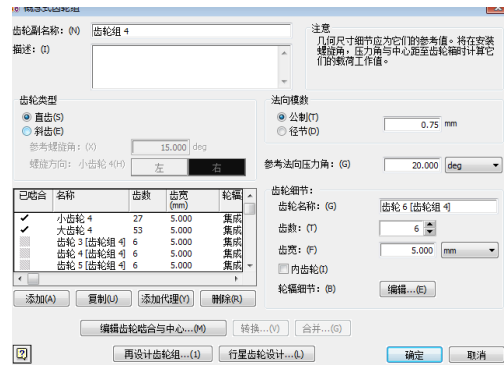 概念式齿轮组
齿轮副名称: (N) 齿轮组 4
描述: (I)
注意
几何尺寸细节应为它们的参考值。将在安装
螺旋角，压力角与中心距至齿轮箱时计算它
们的载荷工作值。
齿轮类型
直齿(S)
斜齿(E)
参考螺旋角: (X) 15.000 deg
螺旋方向: 小齿轮 4(H) 左 右
法向模数
公制(T)
径节(D)
0.75 mm
参考法向压力角: (G) 20.000 deg
已啮合 名称 齿数 齿宽 (mm) 轮辐
小齿轮 4 27 5.000 集成
大齿轮 4 53 5.000 集成
齿轮 3 [齿轮组 4] 6 5.000 集成
齿轮 4 [齿轮组 4] 6 5.000 集成
齿轮 5 [齿轮组 4] 6 5.000 集成
添加(A) 复制(U) 添加代理(Y) 删除(R)
齿轮细节:
齿轮名称: (G) 齿轮 6 [齿轮组 4]
齿数: (T) 6
齿宽: (F) 5.000 mm
内齿轮(I)
轮辐细节: (B) 编辑...(E)
编辑齿轮啮合与中心...(M) 转换...(V) 合并...(G)
再设计齿轮组...(1) 行星齿轮设计...(L) 确定 取消